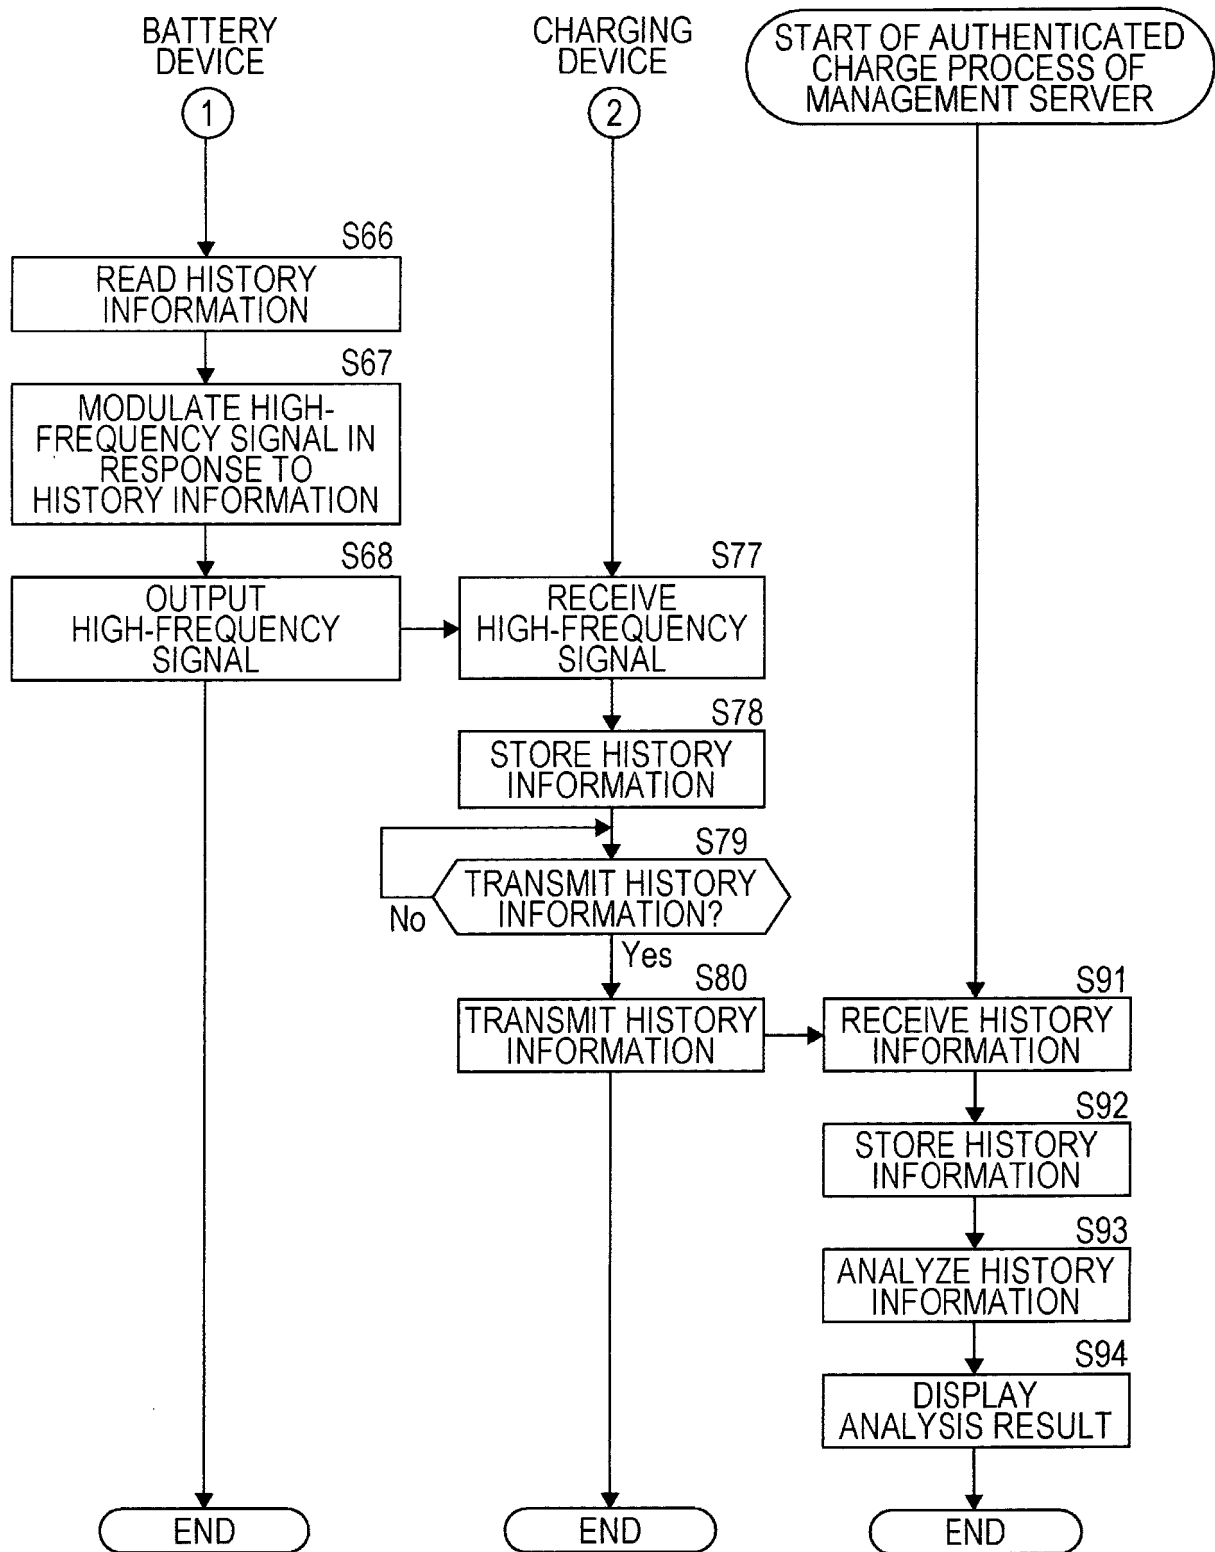 BATTERY
DEVICE
1
CHARGING
DEVICE
2
START OF AUTHENTICATED
CHARGE PROCESS OF
MANAGEMENT SERVER
S66
READ HISTORY
INFORMATION
S67
MODULATE HIGH-
FREQUENCY SIGNAL IN
RESPONSE TO
HISTORY INFORMATION
S68
OUTPUT
HIGH-FREQUENCY
SIGNAL
S77
RECEIVE
HIGH-FREQUENCY
SIGNAL
S78
STORE HISTORY
INFORMATION
S79
TRANSMIT HISTORY
INFORMATION?
No
Yes
S80
TRANSMIT HISTORY
INFORMATION
S91
RECEIVE HISTORY
INFORMATION
S92
STORE HISTORY
INFORMATION
S93
ANALYZE HISTORY
INFORMATION
S94
DISPLAY
ANALYSIS RESULT
END
END
END